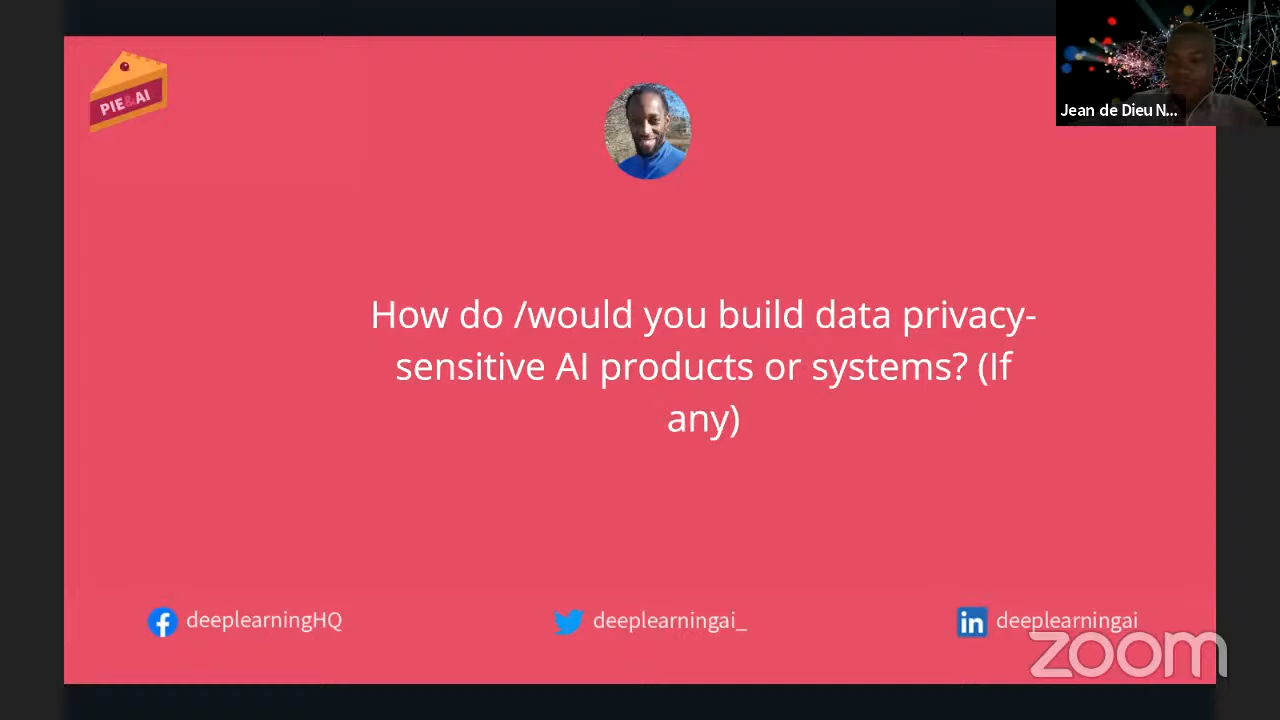 PIE&AI
Jean de Dieu N...
How do /would you build data privacy-
sensitive AI products or systems? (If
any)
deeplearningHQ
deeplearningai_
deeplearningai
zoom